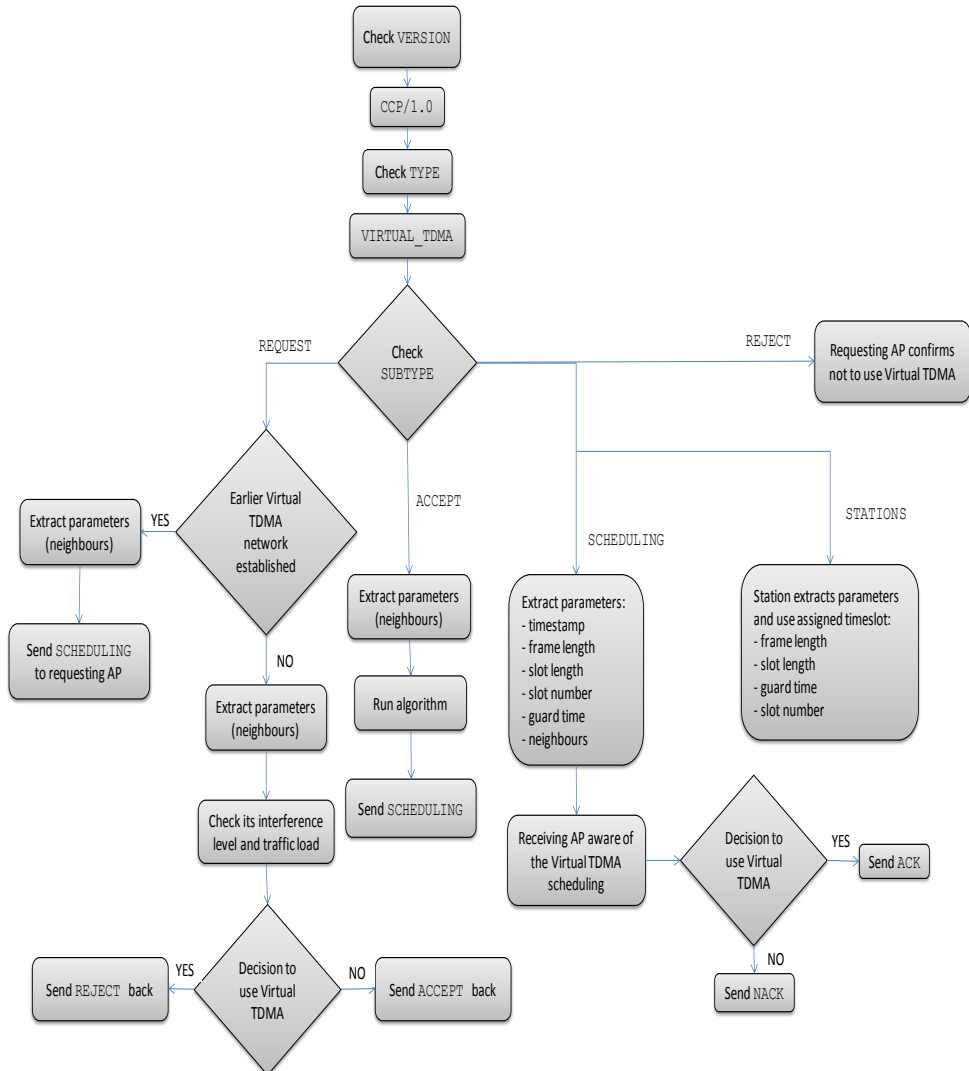 Check VERSION
CCP/1.0
Check TYPE
VIRTUAL_TDMA
Check
SUBTYPE
REQUEST
REJECT
Requesting AP confirms
not to use Virtual TDMA
Earlier Virtual
TDMA
network
established
YES
Extract parameters
(neighbours)
Send SCHEDULING
to requesting AP
NO
Extract parameters
(neighbours)
Check its interference
level and traffic load
Decision to
use Virtual
TDMA
YES
Send REJECT back
NO
Send ACCEPT back
ACCEPT
Extract parameters
(neighbours)
Run algorithm
Send SCHEDULING
SCHEDULING
Extract parameters:
- timestamp
- frame length
- slot length
- slot number
- guard time
- neighbours
Receiving AP aware of
the Virtual TDMA
scheduling
Decision to
use Virtual
TDMA
YES
Send ACK
NO
Send NACK
STATIONS
Station extracts parameters
and use assigned timeslot:
- frame length
- slot length
- guard time
- slot number